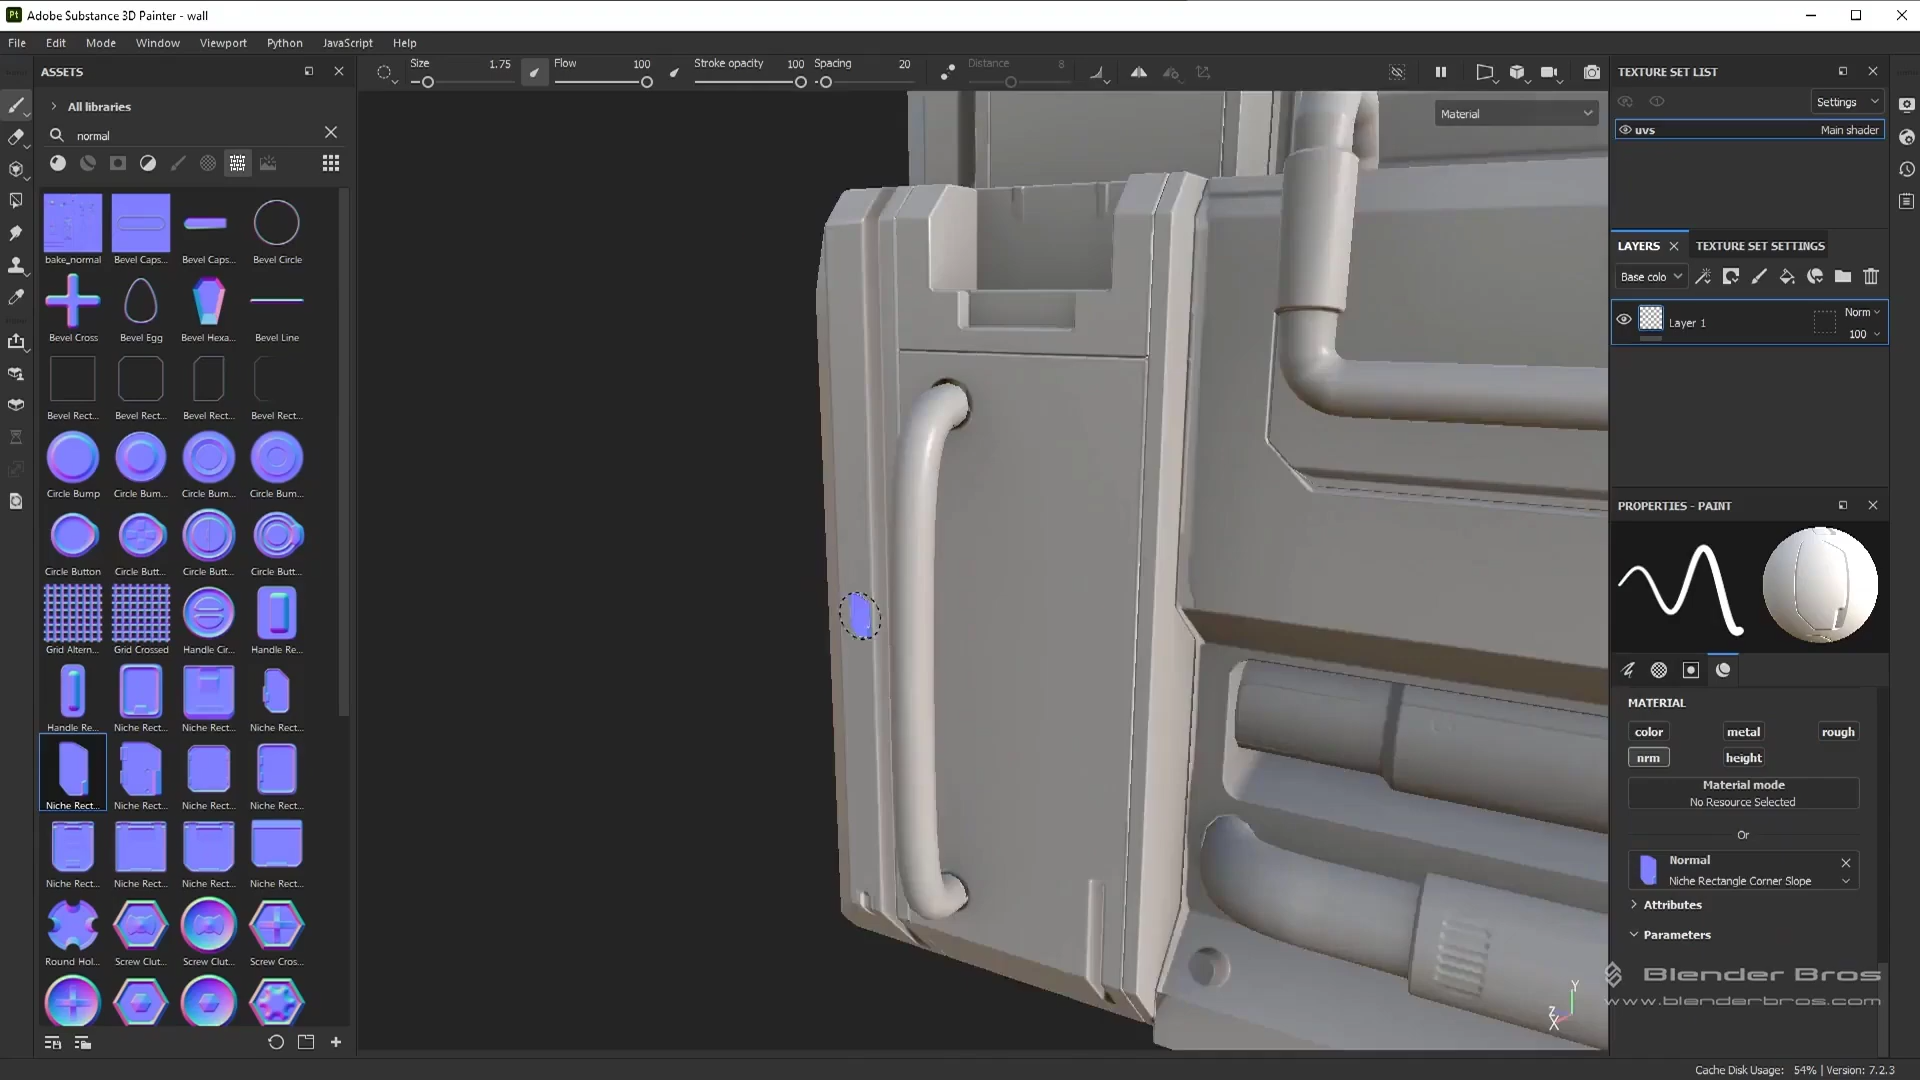 Adobe Substance 3D Painter - wall
File Edit Mode Window Viewport Python JavaScript Help
ASSETS
All libraries
normal
bake_normal Bevel Caps... Bevel Caps... Bevel Circle
Bevel Cross Bevel Egg Bevel Hexa... Bevel Line
Bevel Rect... Bevel Rect... Bevel Rect... Bevel Rect...
Circle Bump Circle Bum... Circle Bum... Circle Bum...
Circle Button Circle Butt... Circle Butt... Circle Butt...
Grid Altern... Grid Crossed Handle Cir... Handle Re...
Handle Re... Niche Rect... Niche Rect... Niche Rect...
Niche Rect... Niche Rect... Niche Rect... Niche Rect...
Niche Rect... Niche Rect... Niche Rect... Niche Rect...
Round Hol... Screw Clut... Screw Clut... Screw Cros...
Size 1.75 Flow 100 Stroke opacity 100 Spacing 20 Distance 8
Material
TEXTURE SET LIST
Settings
uvs Main shader
LAYERS TEXTURE SET SETTINGS
Base colo
Layer 1 Norm
100
PROPERTIES - PAINT
MATERIAL
color metal rough
nrm height
Material mode
No Resource Selected
Or
Normal
Niche Rectangle Corner Slope
Attributes
Parameters
Blender Bros
www.blenderbros.com
Y
Z
X
Cache Disk Usage: 54% | Version: 7.2.3